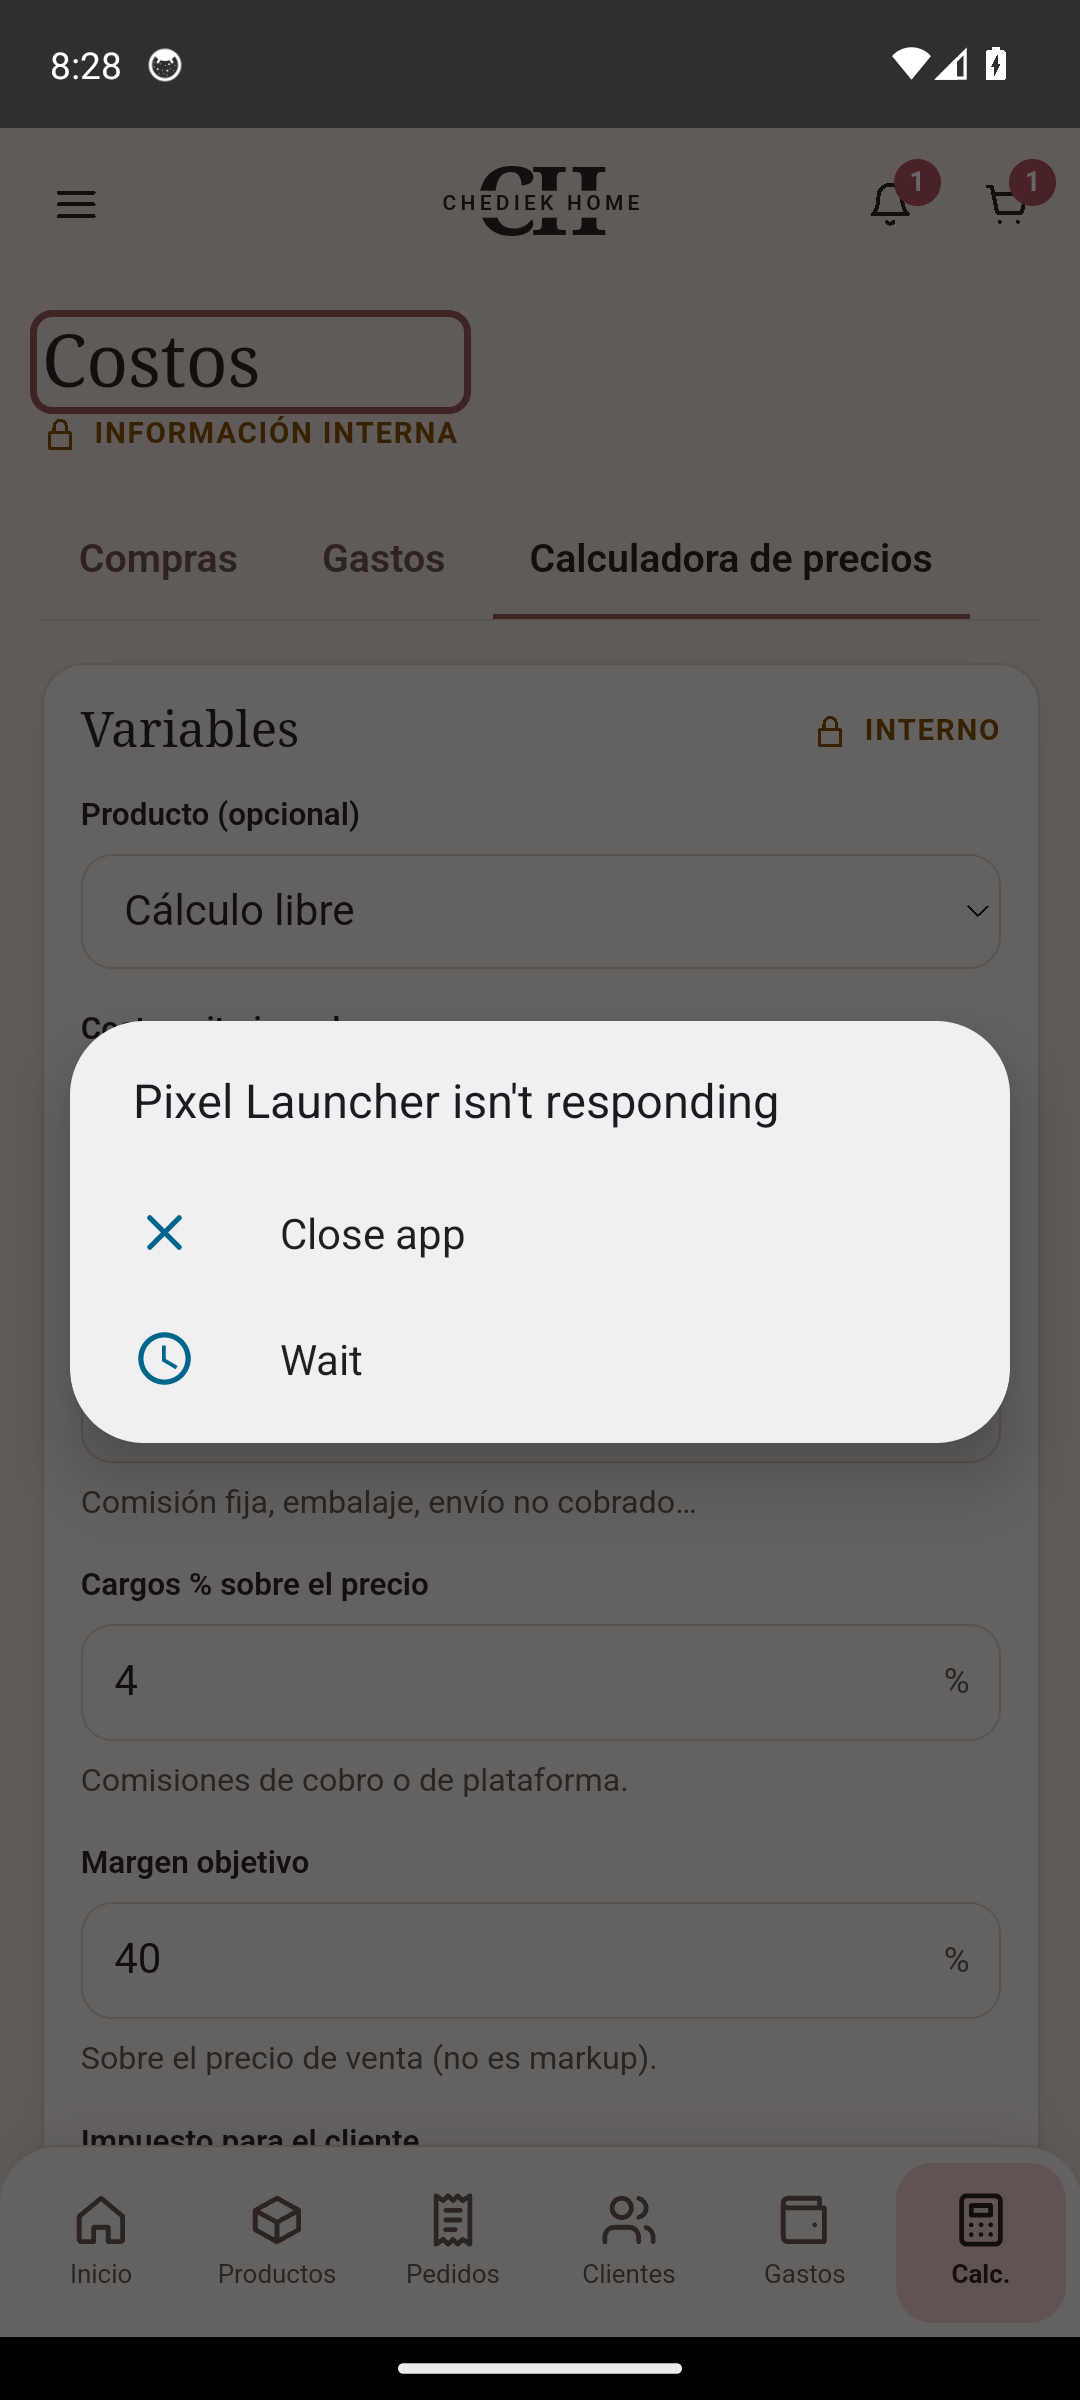 8:28
CH
CHEDIEK HOME
1
1
Costos
INFORMACIÓN INTERNA
Compras
Gastos
Calculadora de precios
Variables
INTERNO
Producto (opcional)
Cálculo libre
Pixel Launcher isn't responding
Close app
Wait
Comisión fija, embalaje, envío no cobrado…
Cargos % sobre el precio
4
%
Comisiones de cobro o de plataforma.
Margen objetivo
40
%
Sobre el precio de venta (no es markup).
Impuesto para el cliente
Inicio
Productos
Pedidos
Clientes
Gastos
Calc.